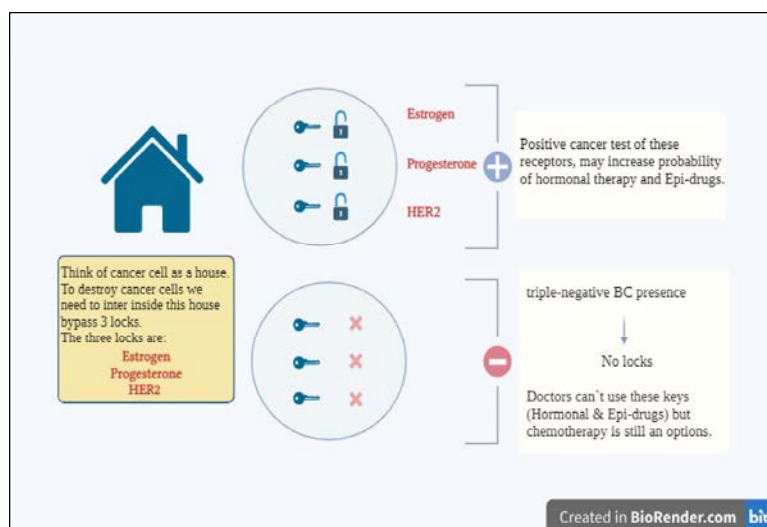 Estrogen
Progesterone
HER2
Positive cancer test of these
receptors, may increase probability
of hormonal therapy and Epi-drugs.
Think of cancer cell as a house.
To destroy cancer cells we
need to inter inside this house
bypass 3 locks.
The three locks are:
Estrogen
Progesterone
HER2
triple-negative BC presence
No locks
Doctors can`t use these keys
(Hormonal & Epi-drugs) but
chemotherapy is still an options.
Created in BioRender.com